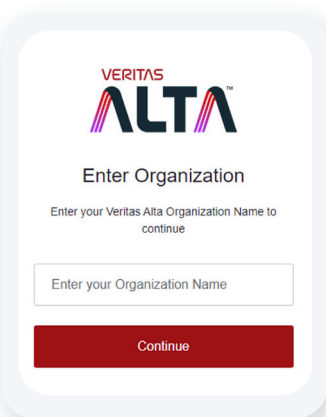 VERITAS
ALTA™
Enter Organization
Enter your Veritas Alta Organization Name to
continue
Enter your Organization Name
Continue